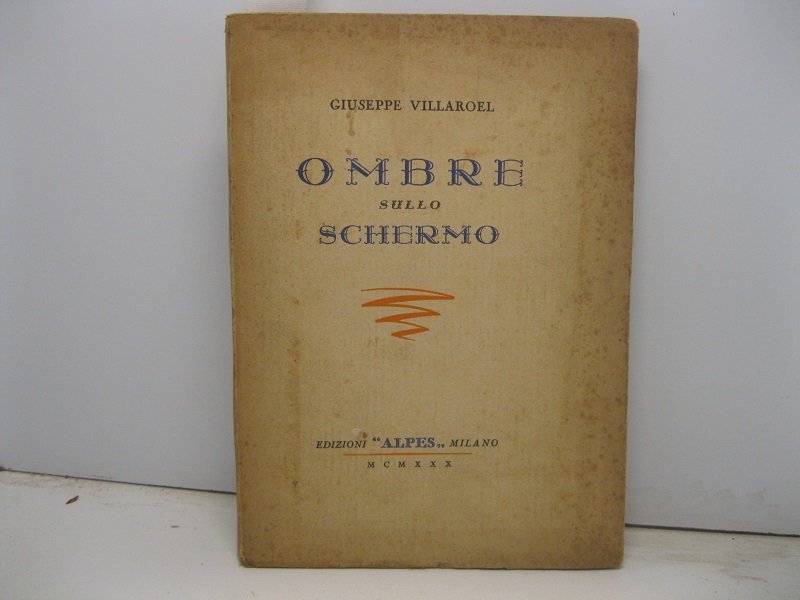 GIUSEPPE VILLAROEL
OMBRE
SULLO
SCHERMO
EDIZIONI “ALPES„ MILANO
MCMXXX